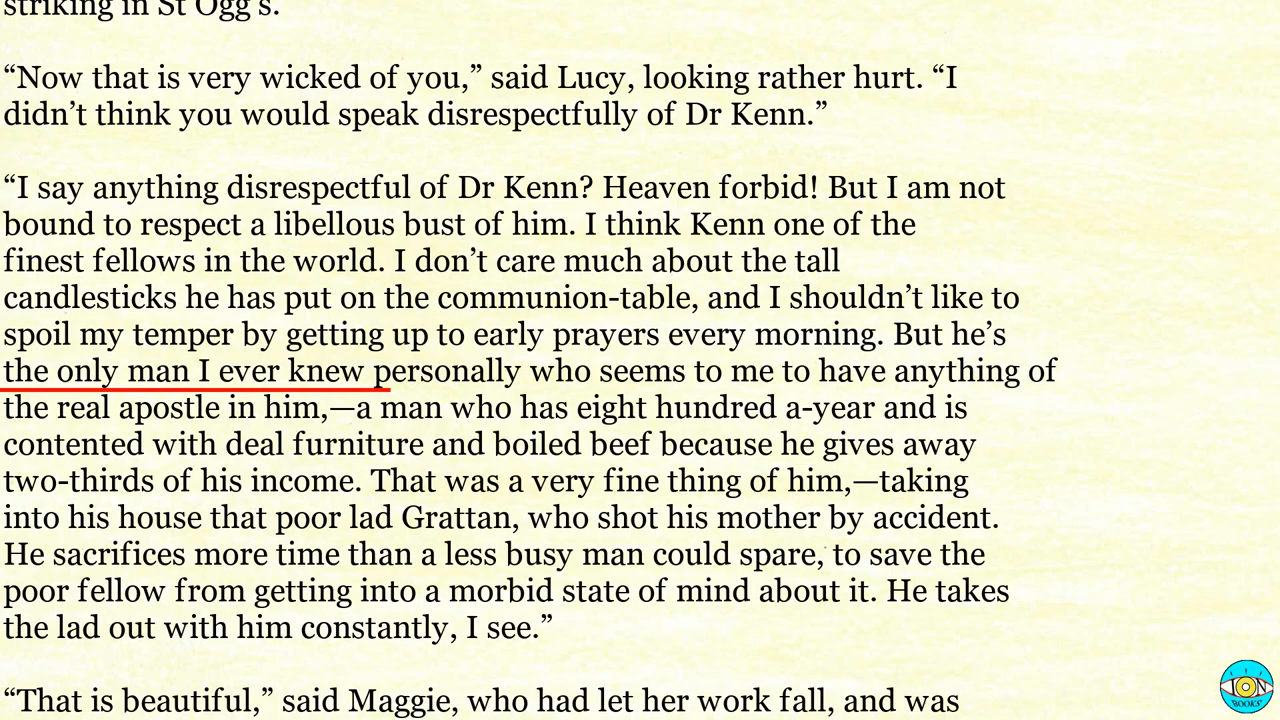 striking in St Ogg's.
“Now that is very wicked of you,” said Lucy, looking rather hurt. “I
didn’t think you would speak disrespectfully of Dr Kenn.”
“I say anything disrespectful of Dr Kenn? Heaven forbid! But I am not
bound to respect a libellous bust of him. I think Kenn one of the
finest fellows in the world. I don’t care much about the tall
candlesticks he has put on the communion-table, and I shouldn’t like to
spoil my temper by getting up to early prayers every morning. But he’s
the only man I ever knew personally who seems to me to have anything of
the real apostle in him,—a man who has eight hundred a-year and is
contented with deal furniture and boiled beef because he gives away
two-thirds of his income. That was a very fine thing of him,—taking
into his house that poor lad Grattan, who shot his mother by accident.
He sacrifices more time than a less busy man could spare, to save the
poor fellow from getting into a morbid state of mind about it. He takes
the lad out with him constantly, I see.”
“That is beautiful,” said Maggie, who had let her work fall, and was
ION
BOOKS